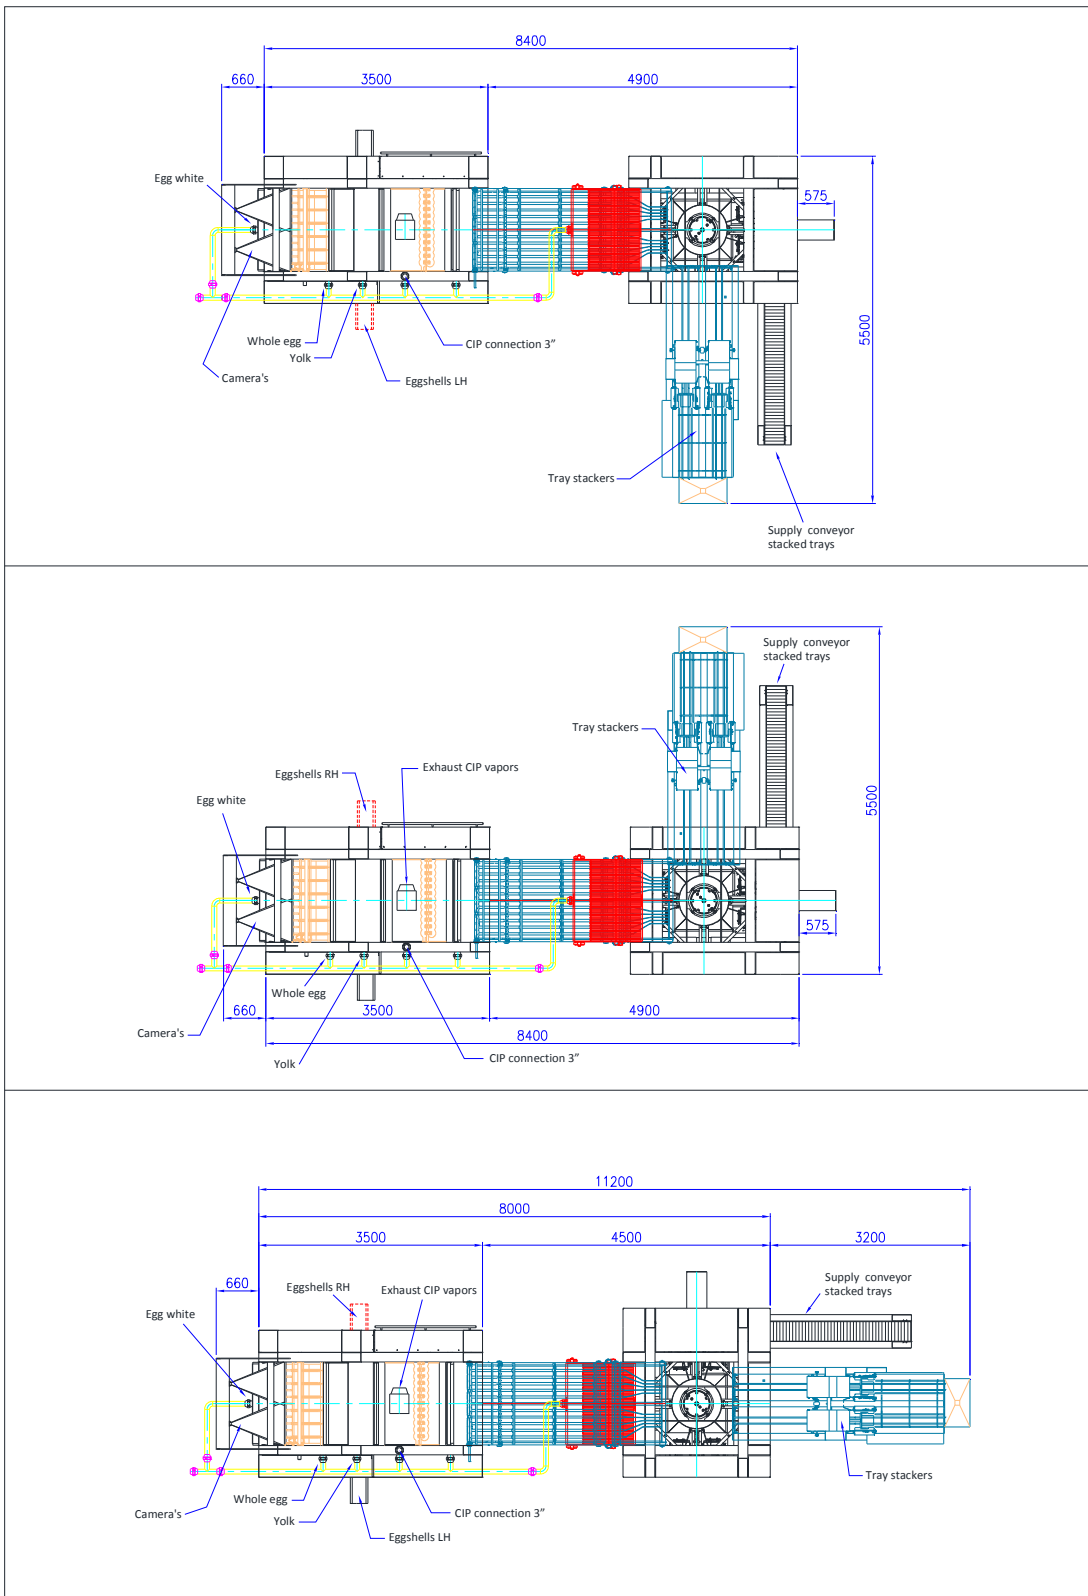 8400
660
3500
4900
Egg white
575
5500
Whole egg
Yolk
CIP connection 3”
Camera's
Eggshells LH
Tray stackers
Supply conveyor
stacked trays
Supply conveyor
stacked trays
Tray stackers
Exhaust CIP vapors
Eggshells RH
Egg white
5500
575
Whole egg
660
3500
4900
Camera's
8400
Yolk
CIP connection 3”
11200
8000
3500
4500
3200
660
Eggshells RH
Exhaust CIP vapors
Supply conveyor
stacked trays
Egg white
Tray stackers
Whole egg
Camera's
Yolk
CIP connection 3”
Eggshells LH